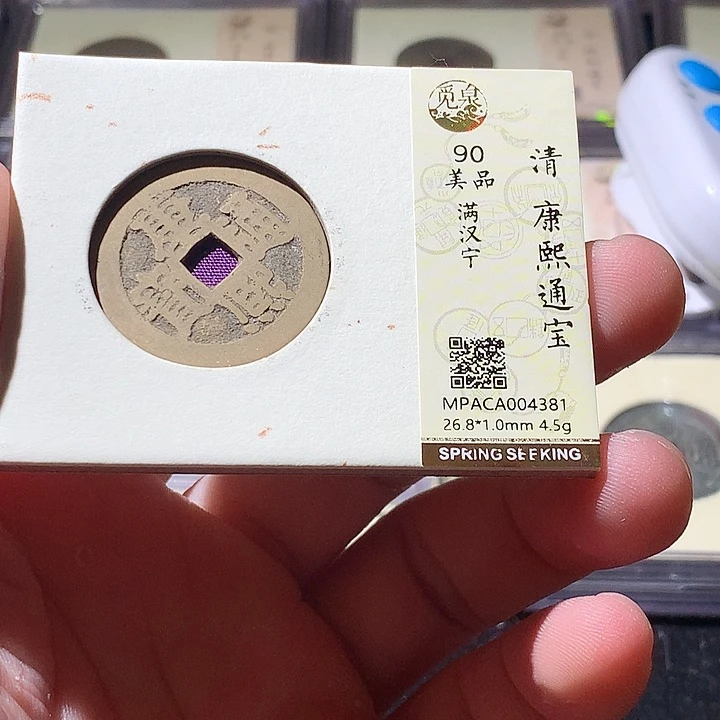 觅泉
90
美品
满汉宁
清 康熙通宝
MPACA004381
26.8*1.0mm 4.5g
SPRING SEEKING